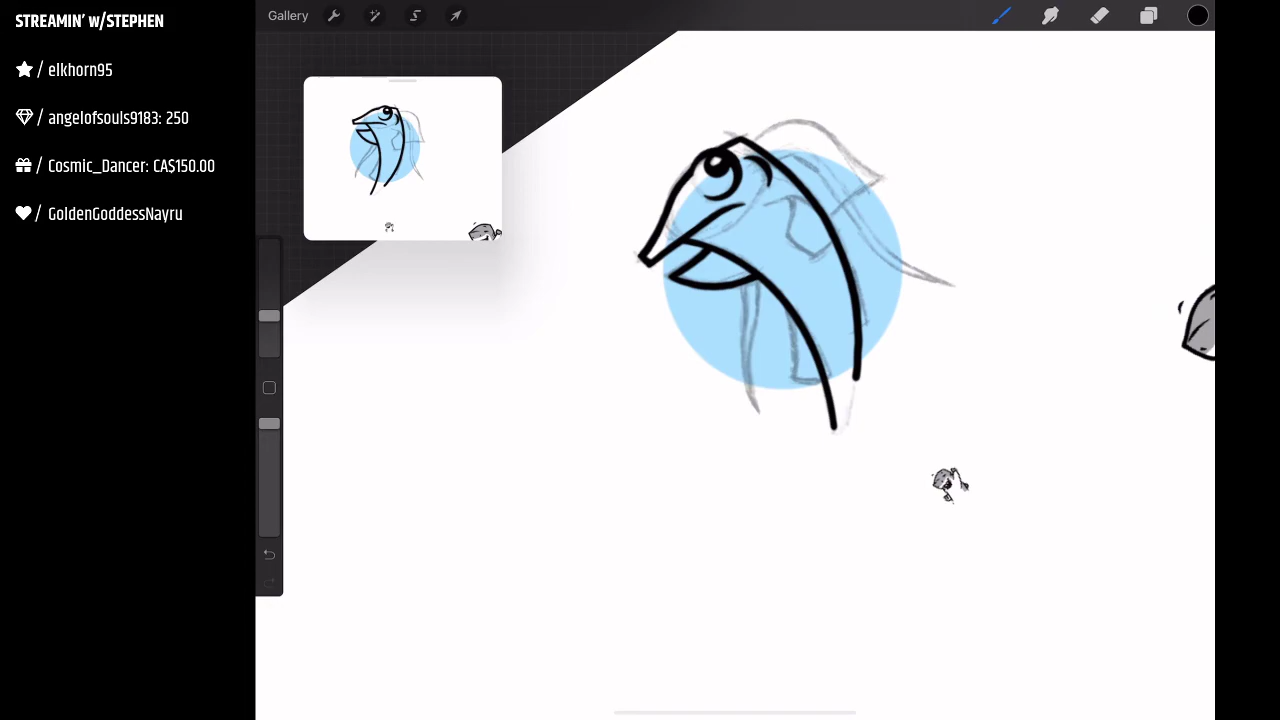 STREAMIN' w/STEPHEN
/ elkhorn95
/ angelofsouls9183: 250
/ Cosmic_Dancer: CA$150.00
/ GoldenGoddessNayru
Gallery